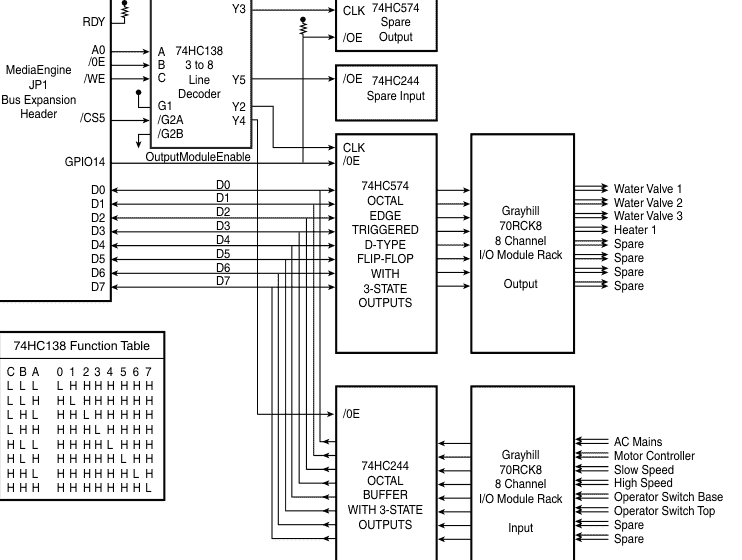 RDY
A0
/0E
/WE
MediaEngine
JP1
Bus Expansion
Header
/CS5
GPIO14
D0
D1
D2
D3
D4
D5
D6
D7
A
B
C
G1
/G2A
/G2B
74HC138
3 to 8
Line
Decoder
Y3
Y5
Y2
Y4
OutputModuleEnable
D0
D1
D2
D3
D4
D5
D6
D7
CLK
/OE
74HC574
Spare
Output
/OE
74HC244
Spare Input
CLK
/0E
74HC574
OCTAL
EDGE
TRIGGERED
D-TYPE
FLIP-FLOP
WITH
3-STATE
OUTPUTS
Grayhill
70RCK8
8 Channel
I/O Module Rack
Output
Water Valve 1
Water Valve 2
Water Valve 3
Heater 1
Spare
Spare
Spare
Spare
74HC138 Function Table
C B A 0 1 2 3 4 5 6 7
L L L L H H H H H H H
L L H H L H H H H H H
L H L H H L H H H H H
L H H H H H L H H H H
H L L H H H H L H H H
H L H H H H H H L H H
H H L H H H H H H L H
H H H H H H H H H H L
/0E
74HC244
OCTAL
BUFFER
WITH 3-STATE
OUTPUTS
Grayhill
70RCK8
8 Channel
I/O Module Rack
Input
AC Mains
Motor Controller
Slow Speed
High Speed
Operator Switch Base
Operator Switch Top
Spare
Spare